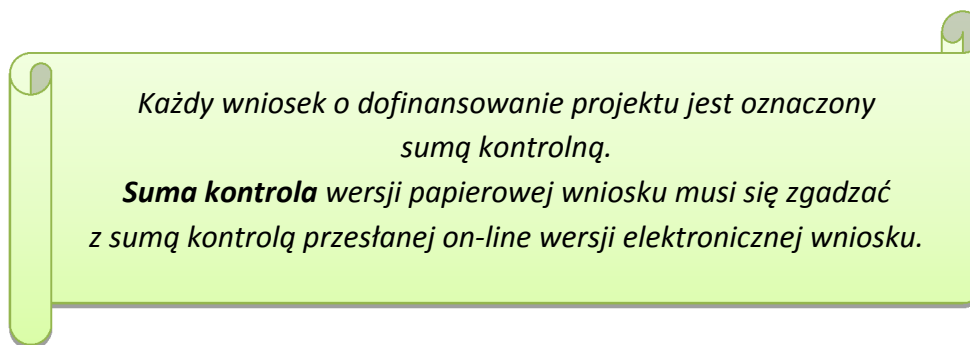 Każdy wniosek o dofinansowanie projektu jest oznaczony
sumą kontrolną.
Suma kontrola wersji papierowej wniosku musi się zgadzać
z sumą kontrolą przesłanej on-line wersji elektronicznej wniosku.